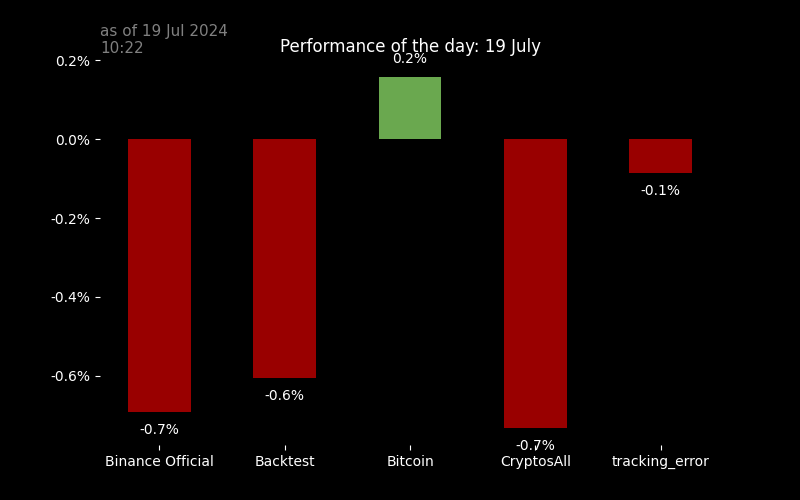 as of 19 Jul 2024
10:22
Performance of the day: 19 July
0.2%
0.2%
0.0%
-0.2%
-0.1%
-0.4%
-0.6%
-0.6%
-0.7%
-0.7%
Binance Official
Backtest
Bitcoin
CryptosAll
tracking_error